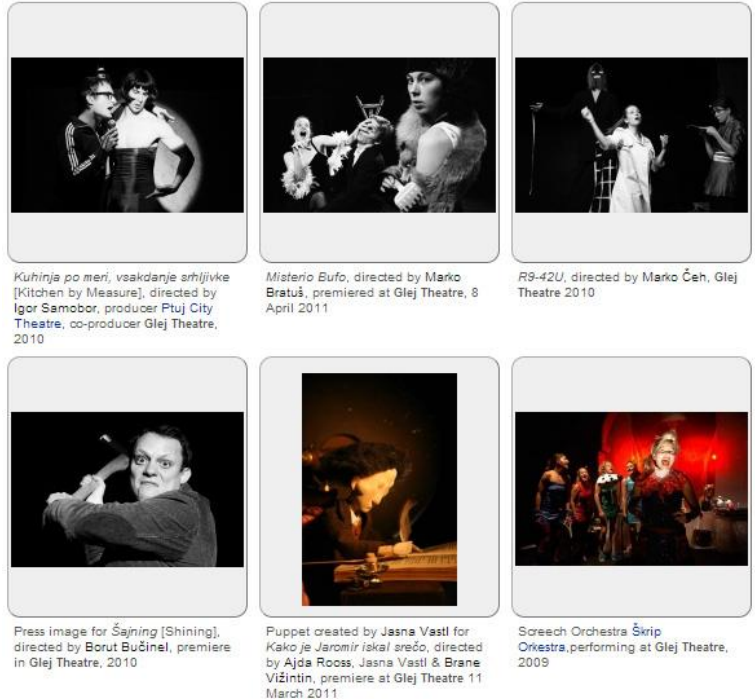 Kuhinja po meri, vsakdanje srhljivke
[Kitchen by Measure], directed by
Igor Samobor, producer Ptuj City
Theatre, co-producer Glej Theatre,
2010
Misterio Bufo, directed by Marko
Bratuš, premiered at Glej Theatre, 8
April 2011
R9-42U, directed by Marko Čeh, Glej
Theatre 2010
Press image for Šajning [Shining],
directed by Borut Bučinel, premiere
in Glej Theatre, 2010
Puppet created by Jasna Vastl for
Kako je Jaromir iskal srečo, directed
by Ajda Rooss, Jasna Vastl & Brane
Vižintin, premiere at Glej Theatre 11
March 2011
Screech Orchestra Škrip
Orkestra,performing at Glej Theatre,
2009